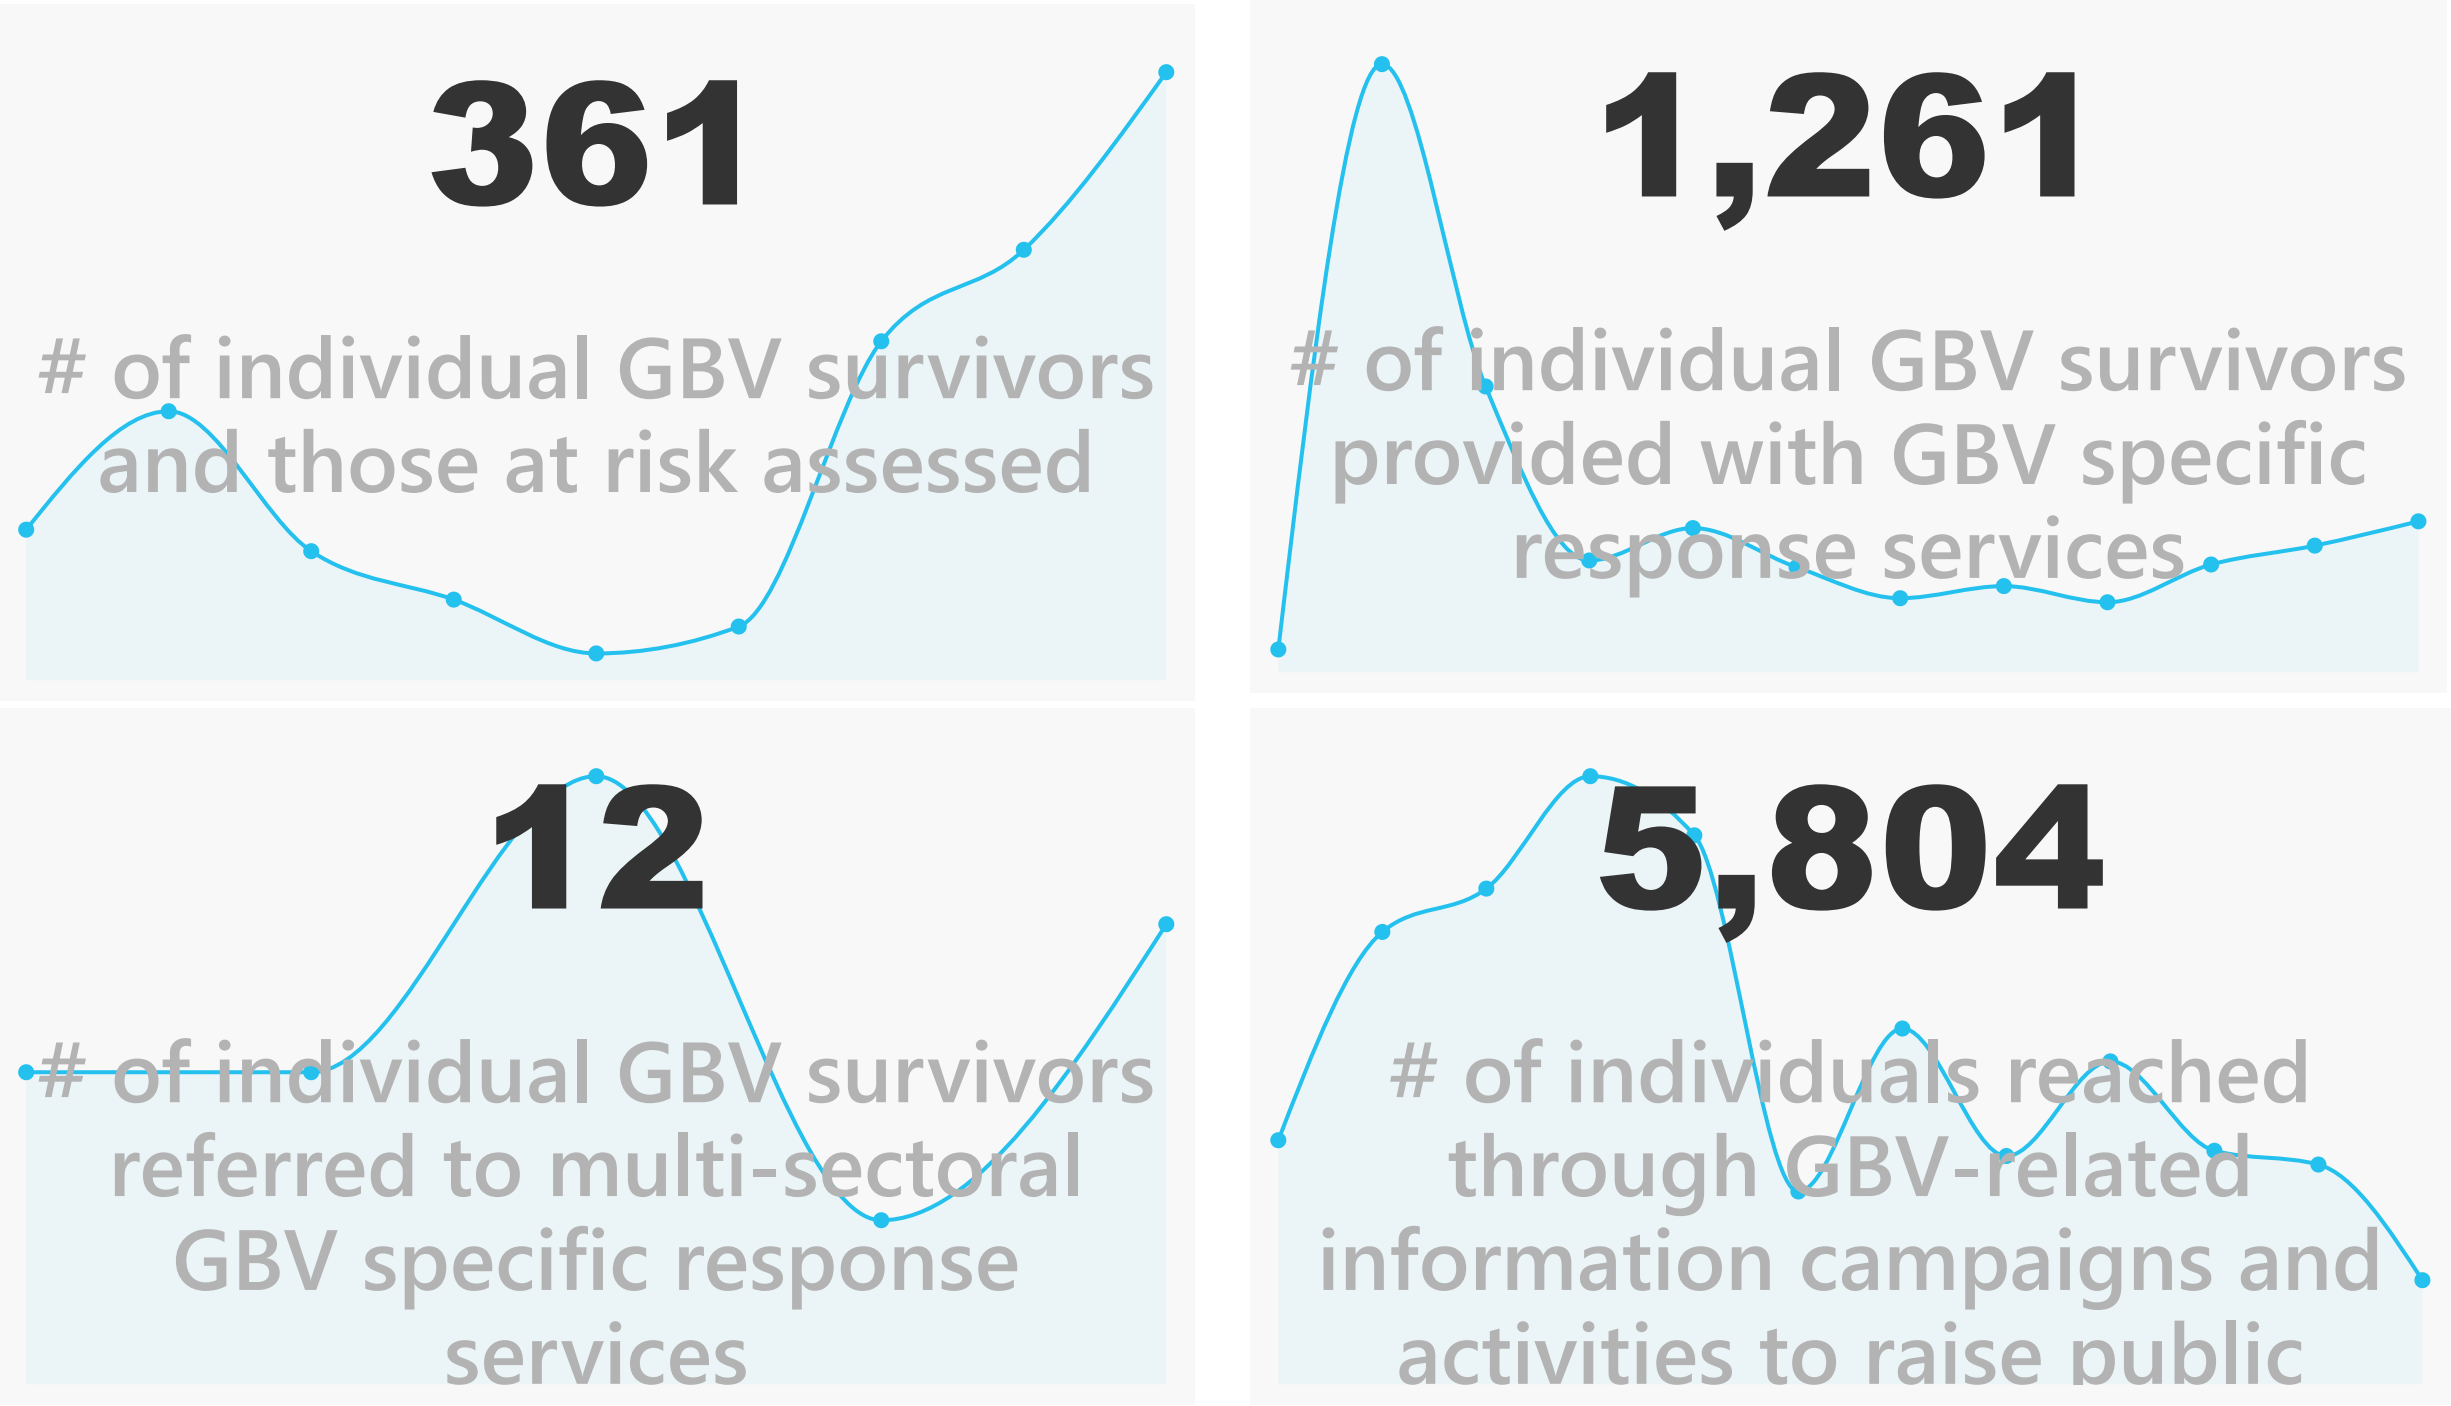 361
# of individual GBV survivors
and those at risk assessed
1,261
# of individual GBV survivors
provided with GBV specific
response services
12
# of individual GBV survivors
referred to multi-sectoral
GBV specific response
services
5,804
# of individuals reached
through GBV-related
information campaigns and
activities to raise public